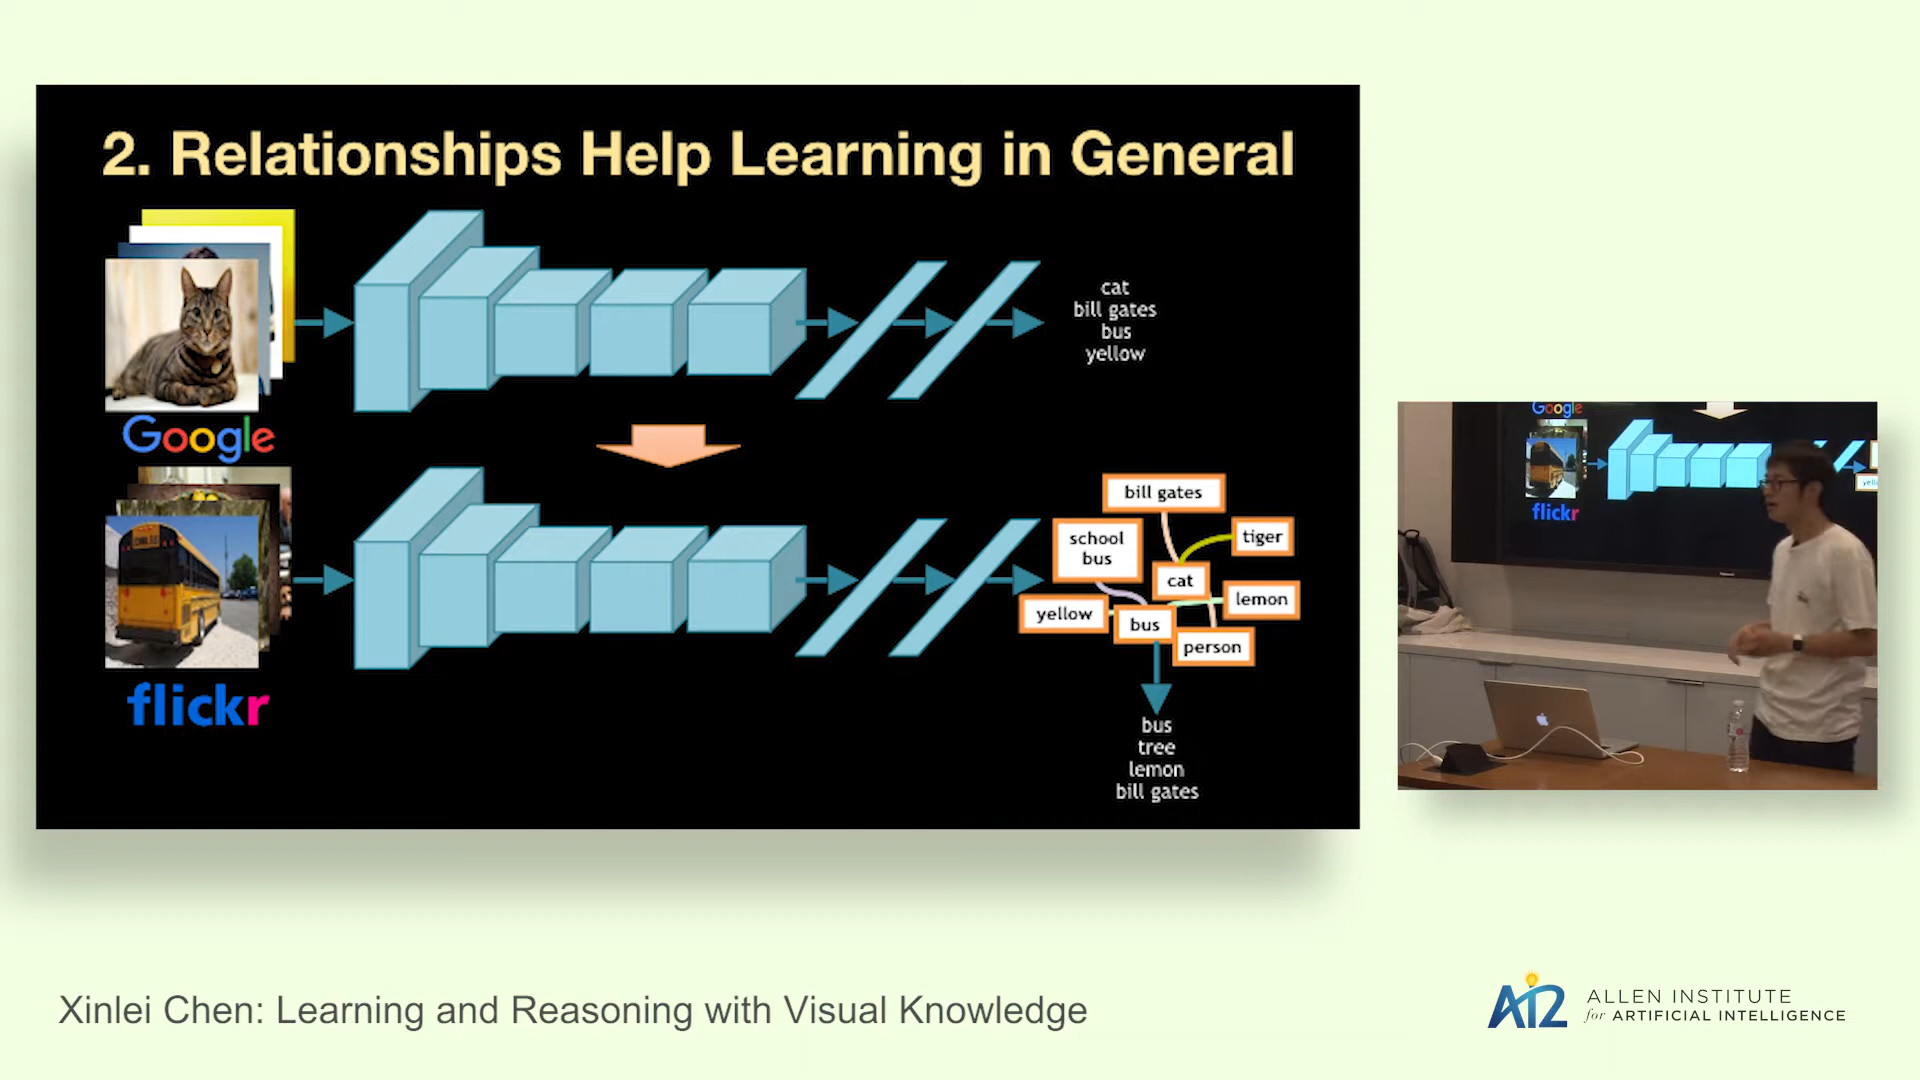 2. Relationships Help Learning in General
cat
bill gates
bus
yellow
Google
flickr
bill gates
school
bus
tiger
cat
lemon
yellow
bus
person
bus
tree
lemon
bill gates
Google
flickr
Xinlei Chen: Learning and Reasoning with Visual Knowledge
AI2
ALLEN INSTITUTE
for ARTIFICIAL INTELLIGENCE